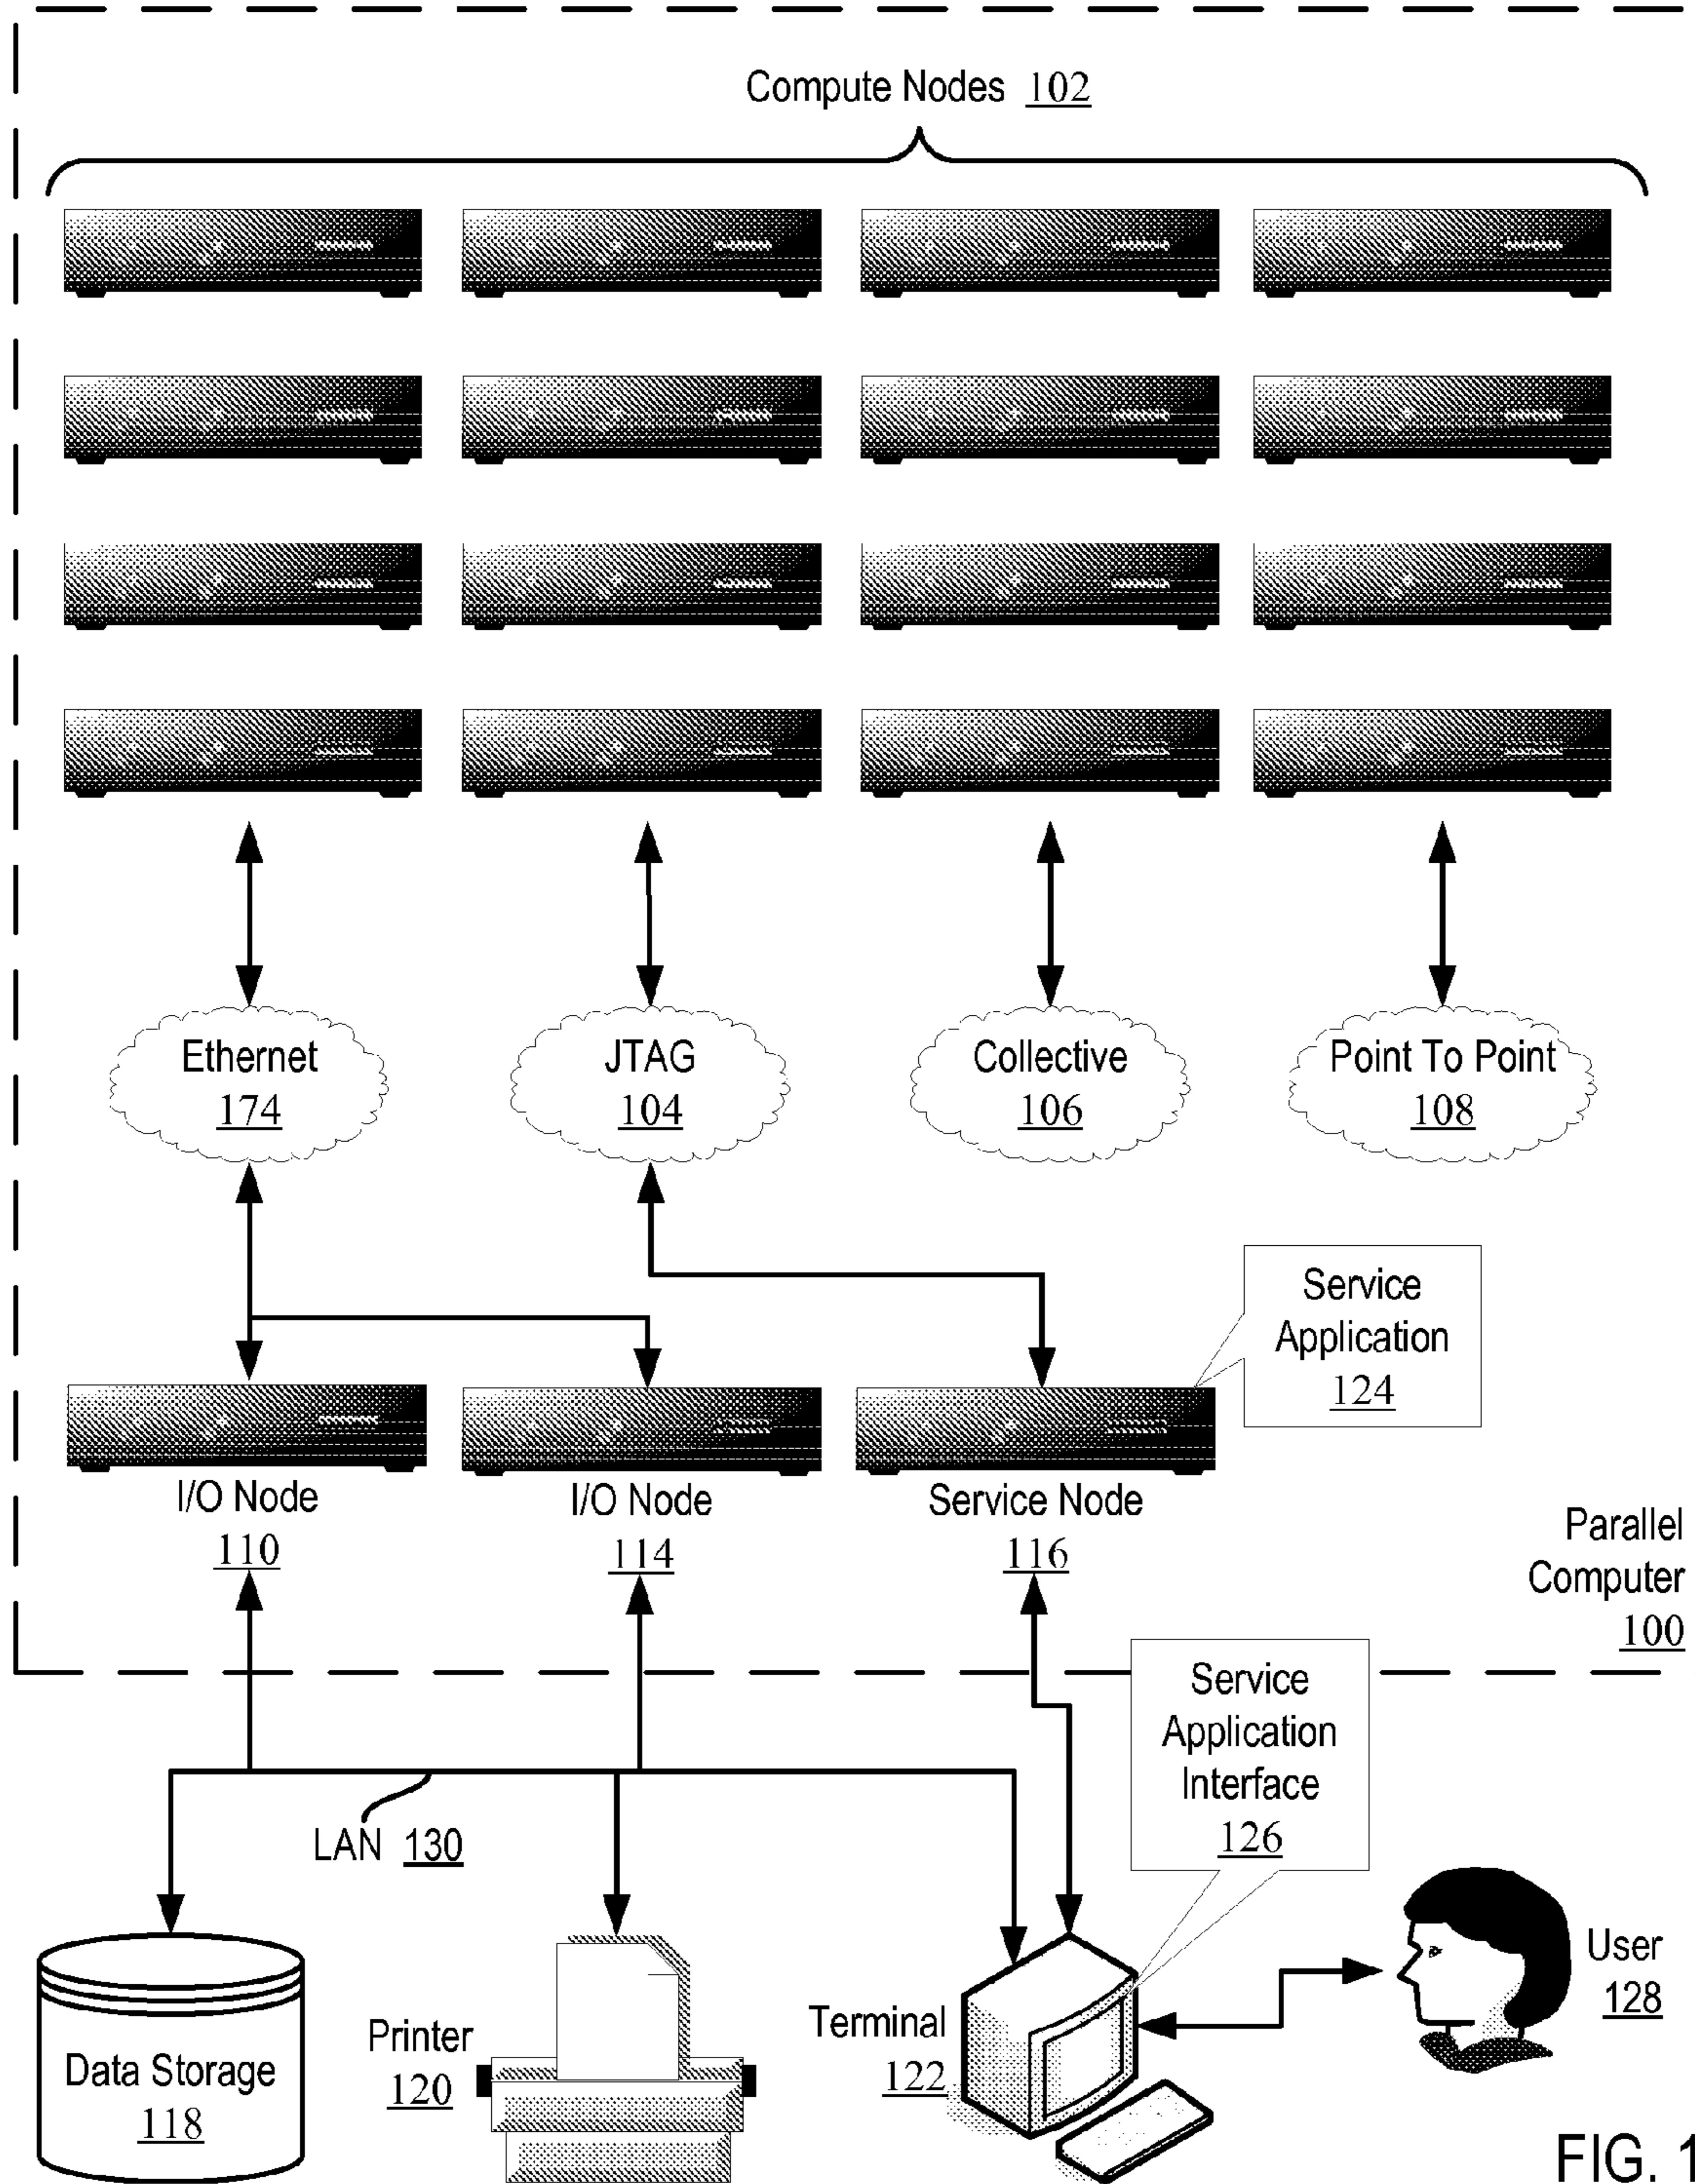 Compute Nodes 102
Ethernet
174
JTAG
104
Collective
106
Point To Point
108
Service
Application
124
I/O Node
110
I/O Node
114
Service Node
116
Parallel
Computer
100
Service
Application
Interface
126
LAN 130
Data Storage
118
Printer
120
Terminal
122
User
128
FIG. 1